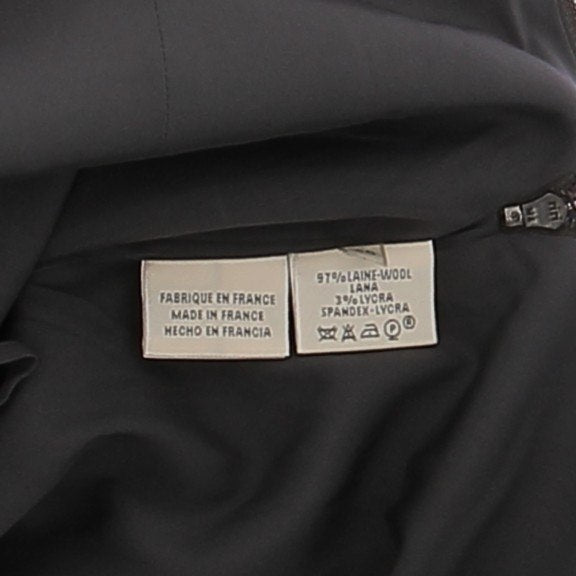 FABRIQUE EN FRANCE
MADE IN FRANCE
HECHO EN FRANCIA
97% LAINE-WOOL
LANA
3% LYCRA
SPANDEX-LYCRA
P ®